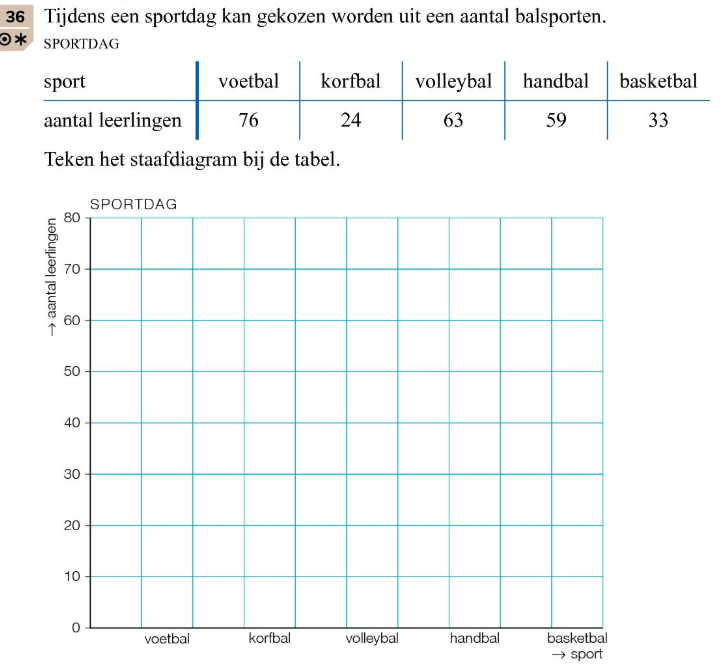 36 Tijdens een sportdag kan gekozen worden uit een aantal balsporten.
SPORTDAG
sport voetbal korfbal volleybal handbal basketbal
aantal leerlingen 76 24 63 59 33
Teken het staafdiagram bij de tabel.
SPORTDAG
→ aantal leerlingen
80
70
60
50
40
30
20
10
0
voetbal korfbal volleybal handbal basketbal
→ sport